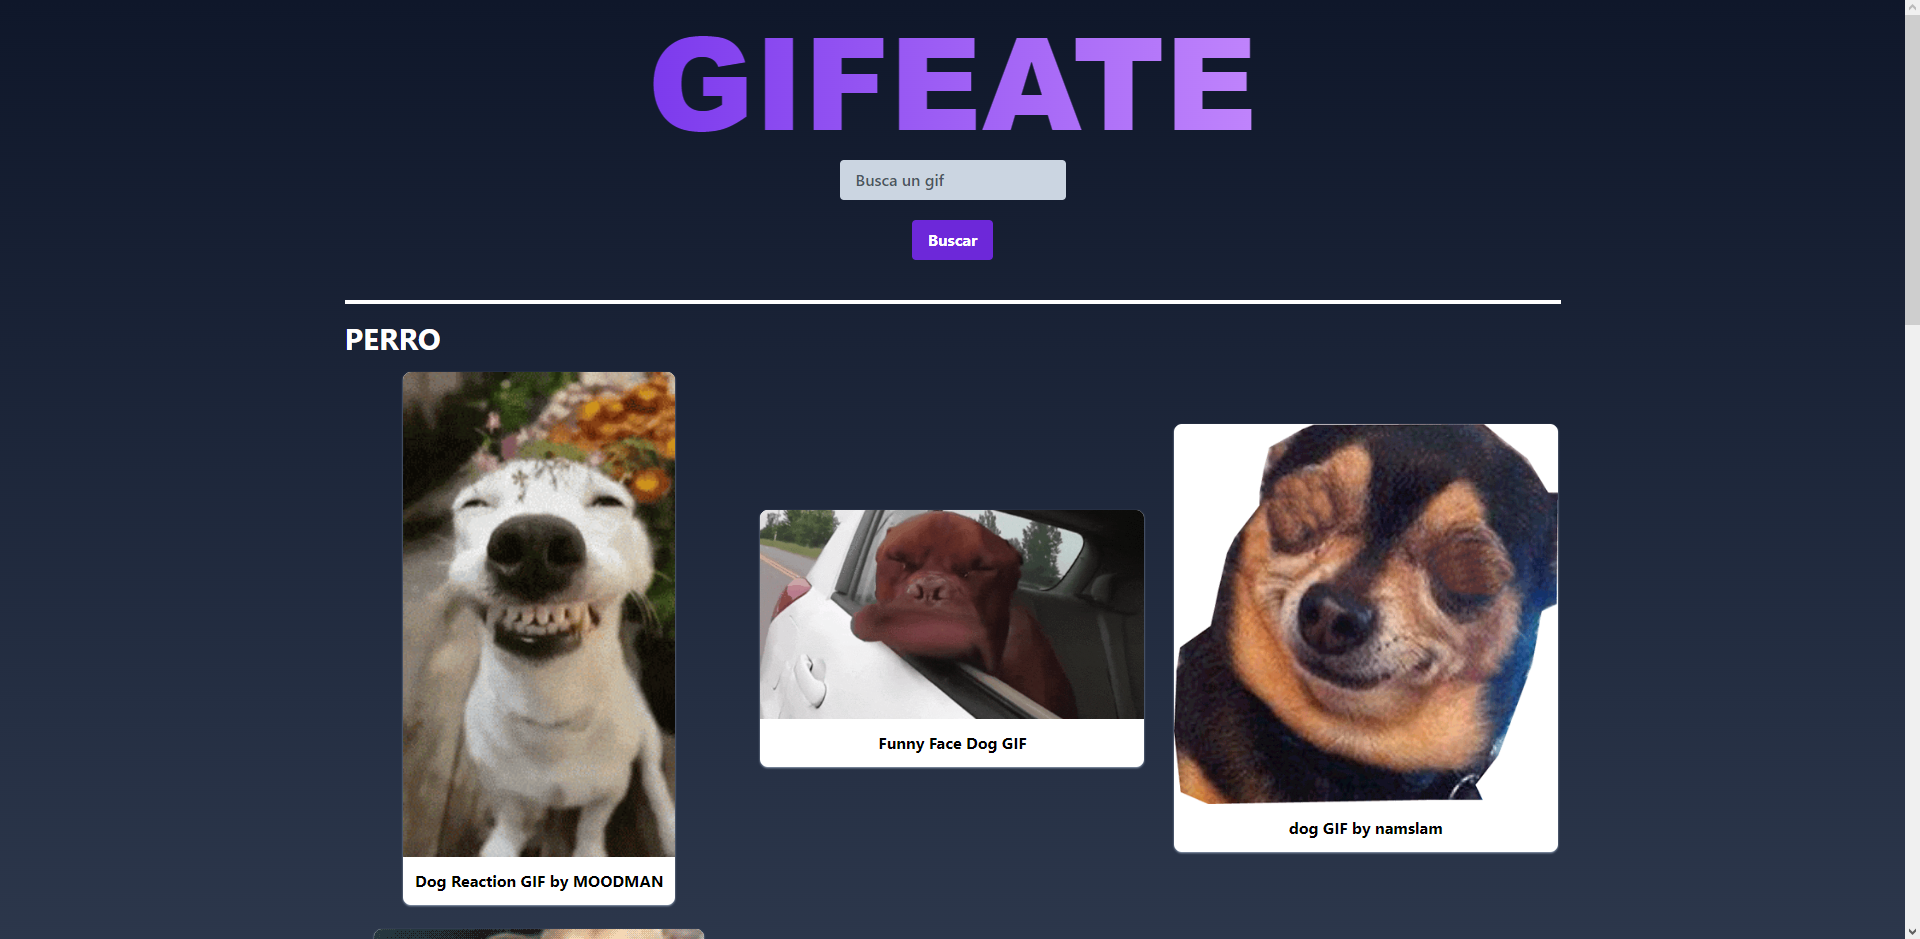 GIFEATE
Busca un gif
Buscar
PERRO
Dog Reaction GIF by MOODMAN
Funny Face Dog GIF
dog GIF by namslam